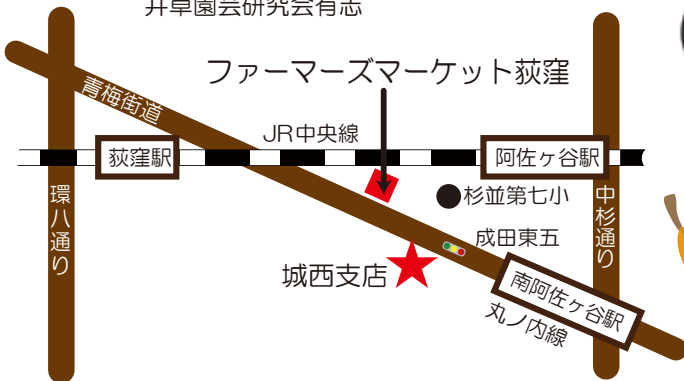 井草園芸研究会有志
ファーマーズマーケット荻窪
青梅街道
JR中央線
荻窪駅
阿佐ヶ谷駅
環八通り
杉並第七小
中杉通り
成田東五
城西支店
南阿佐ヶ谷駅
丸ノ内線